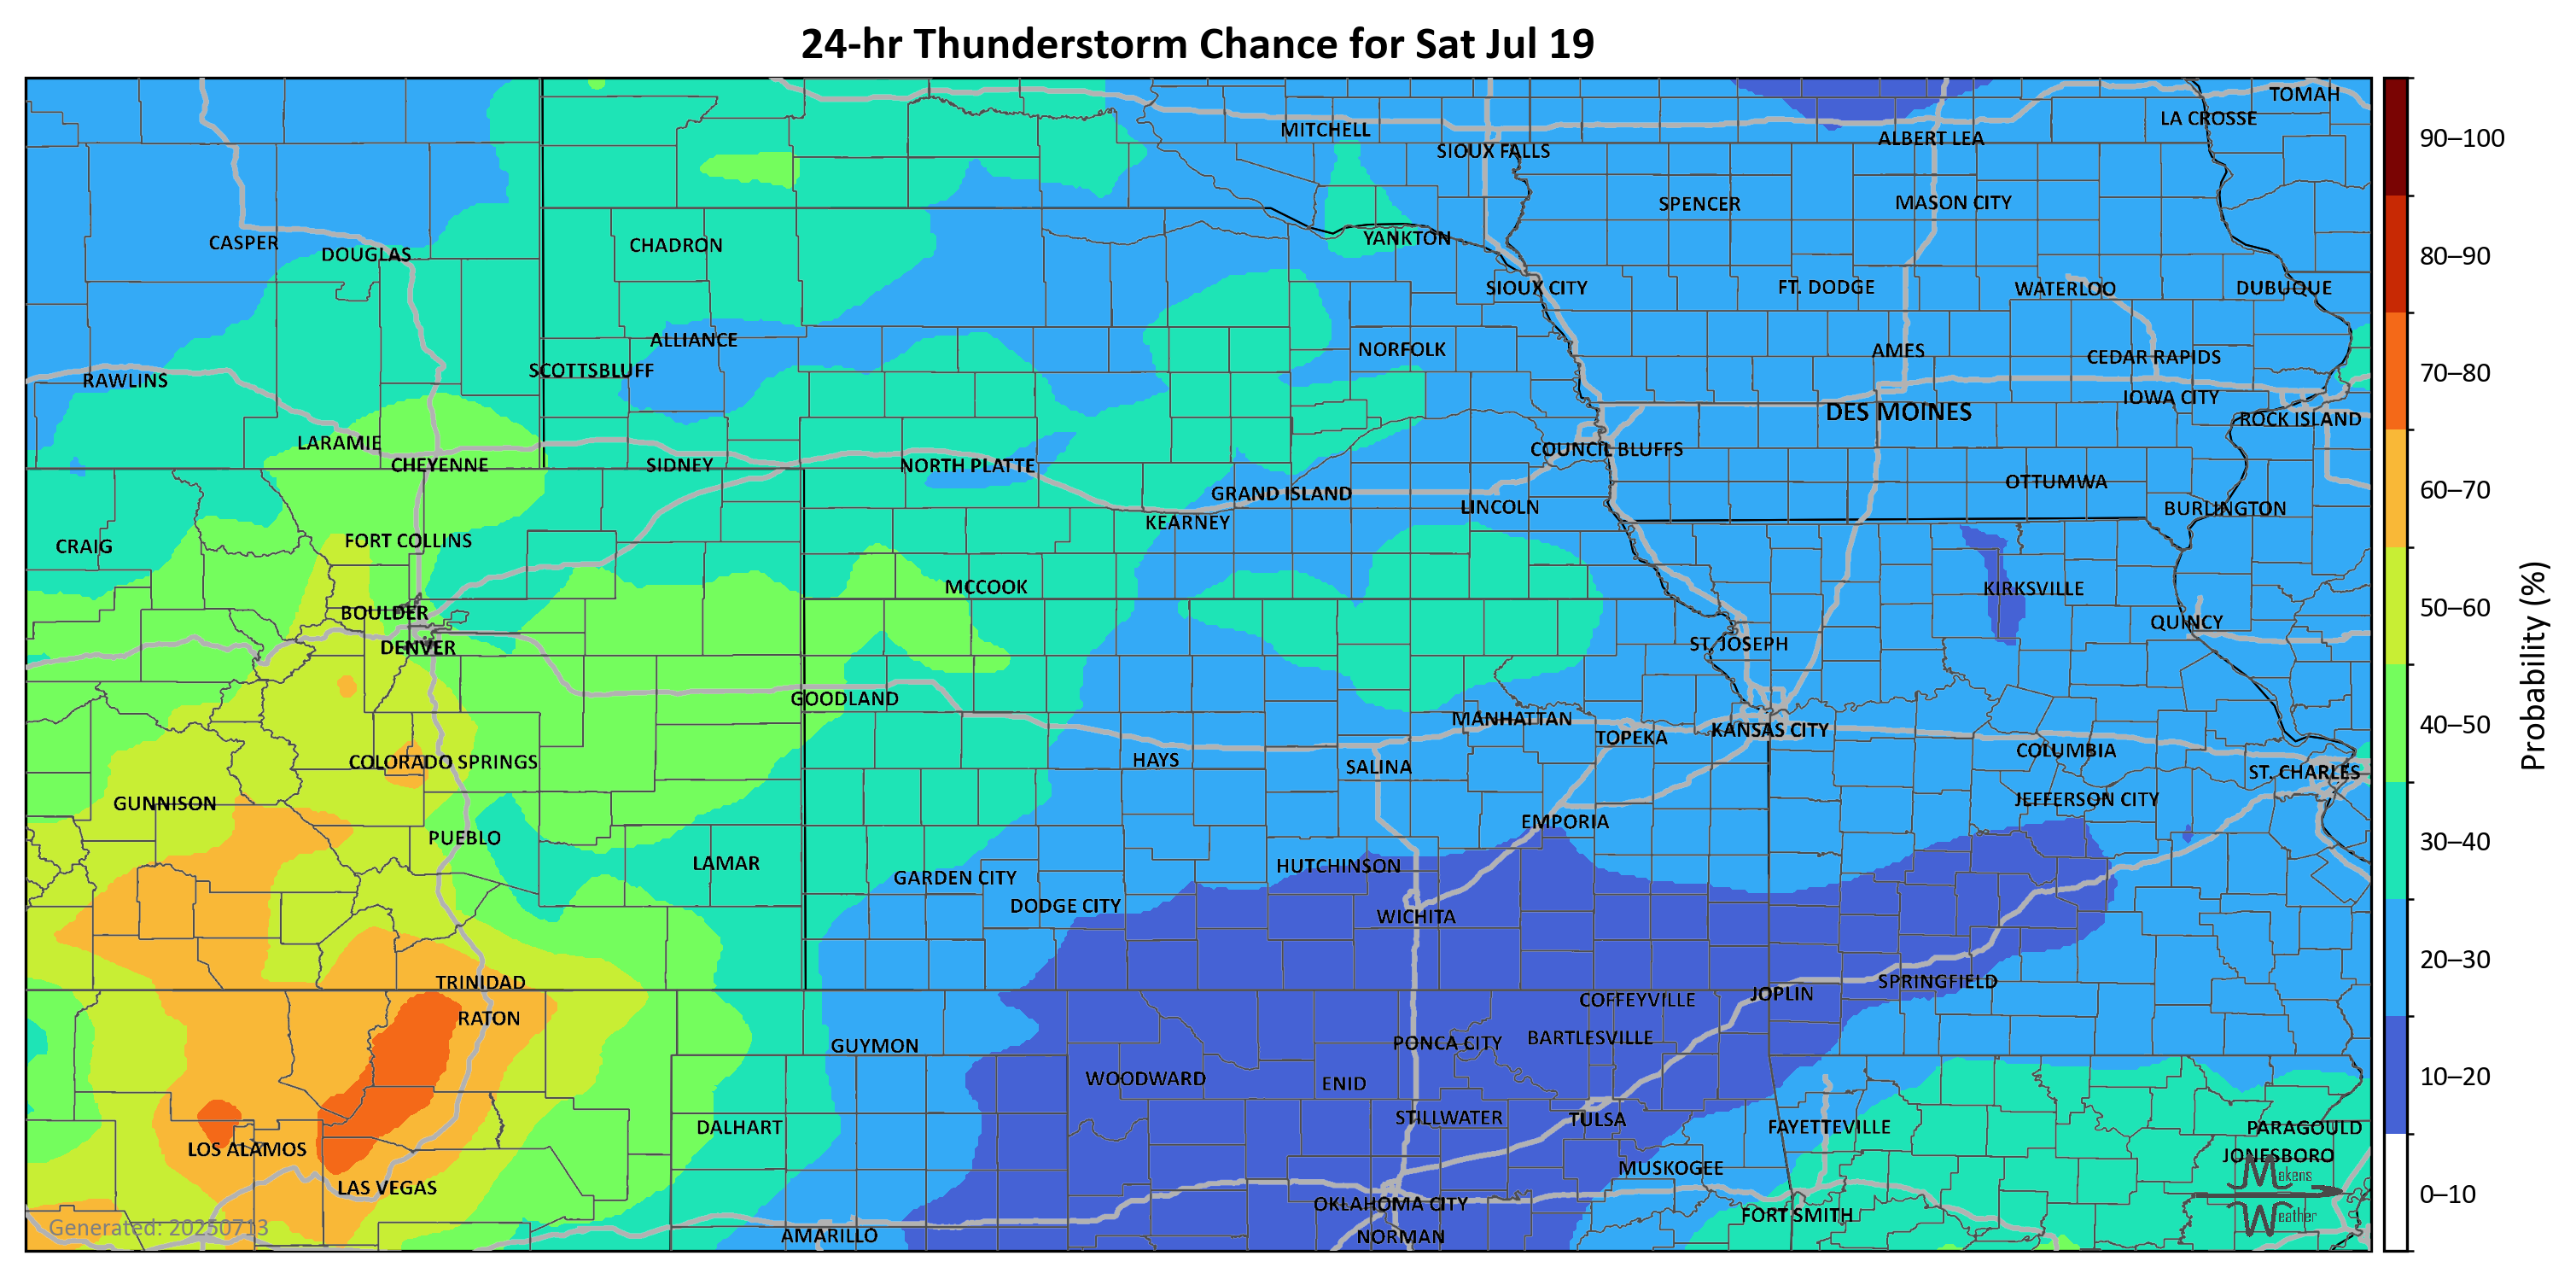 24-hr Thunderstorm Chance for Sat Jul 19
TOMAH
LA CROSSE
MITCHELL
ALBERT LEA
90–100
SIOUX FALLS
SPENCER
MASON CITY
CASPER
DOUGLAS
CHADRON
YANKTON
80–90
SIOUX CITY
FT. DODGE
WATERLOO
DUBUQUE
ALLIANCE
NORFOLK
AMES
CEDAR RAPIDS
RAWLINS
SCOTTSBLUFF
70–80
IOWA CITY
DES MOINES
ROCK ISLAND
LARAMIE
COUNCIL BLUFFS
CHEYENNE
SIDNEY
NORTH PLATTE
OTTUMWA
60–70
GRAND ISLAND
LINCOLN
BURLINGTON
KEARNEY
CRAIG
FORT COLLINS
MCCOOK
KIRKSVILLE
50–60
BOULDER
QUINCY
DENVER
ST. JOSEPH
GOODLAND
MANHATTAN
TOPEKA
KANSAS CITY
40–50
Probability (%)
COLORADO SPRINGS
HAYS
SALINA
COLUMBIA
ST. CHARLES
GUNNISON
JEFFERSON CITY
PUEBLO
EMPORIA
30–40
LAMAR
GARDEN CITY
HUTCHINSON
DODGE CITY
WICHITA
20–30
TRINIDAD
SPRINGFIELD
RATON
COFFEYVILLE
JOPLIN
GUYMON
PONCA CITY
BARTLESVILLE
WOODWARD
ENID
10–20
DALHART
STILLWATER
TULSA
FAYETTEVILLE
PARAGOULD
LOS ALAMOS
MUSKOGEE
JONESBORO
Makens
LAS VEGAS
OKLAHOMA CITY
0–10
FORT SMITH
Weather
Generated: 20250713
AMARILLO
NORMAN